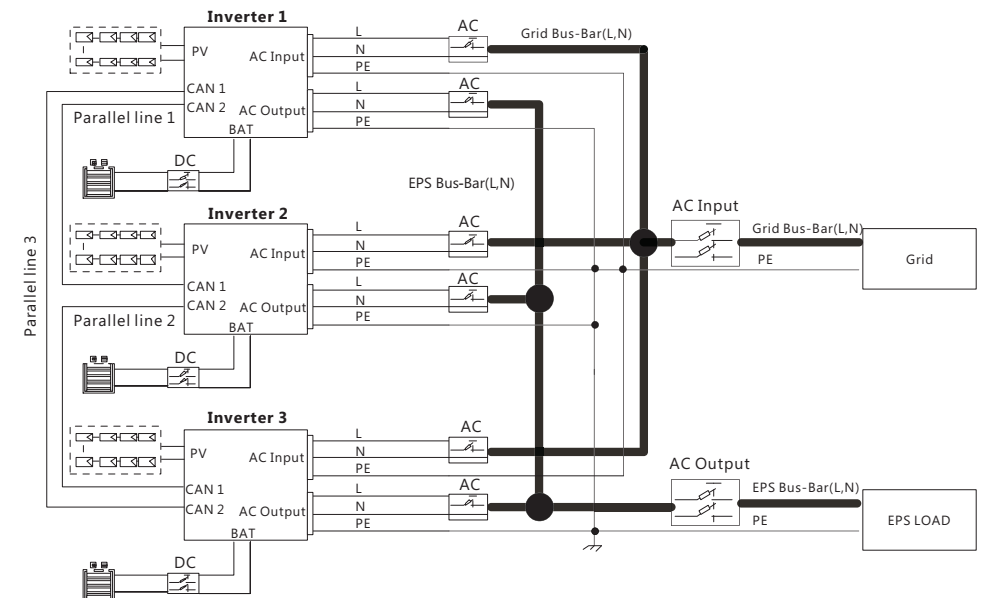 Inverter 1
PV
AC Input
CAN 1
CAN 2
AC Output
BAT
L
N
PE
L
N
PE
AC
AC
Grid Bus-Bar(L,N)
Parallel line 1
DC
EPS Bus-Bar(L,N)
Inverter 2
PV
AC Input
CAN 1
CAN 2
AC Output
BAT
L
N
PE
L
N
PE
AC
AC
AC Input
Grid Bus-Bar(L,N)
PE
Grid
Parallel line 3
Parallel line 2
DC
Inverter 3
PV
AC Input
CAN 1
CAN 2
AC Output
BAT
L
N
PE
L
N
PE
AC
AC
AC Output
EPS Bus-Bar(L,N)
PE
EPS LOAD
DC